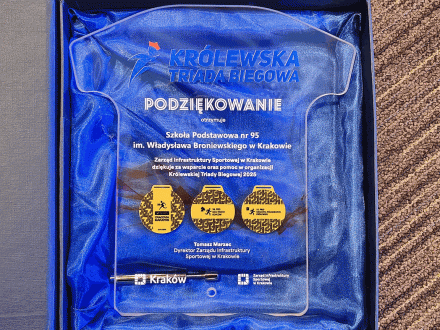 KRÓLEWSKA
TRIADA BIEGOWA
PODZIĘKOWANIE
otrzymuje
Szkoła Podstawowa nr 95
im. Władysława Broniewskiego w Krakowie
Zarząd Infrastruktury Sportowej w Krakowie
dziękuje za wsparcie oraz pomoc w organizacji
Królewskiej Triady Biegowej 2025
Tomasz Marzec
Dyrektor Zarządu Infrastruktury
Sportowej w Krakowie
Kraków
Zarząd Infrastruktury
Sportowej
w Krakowie